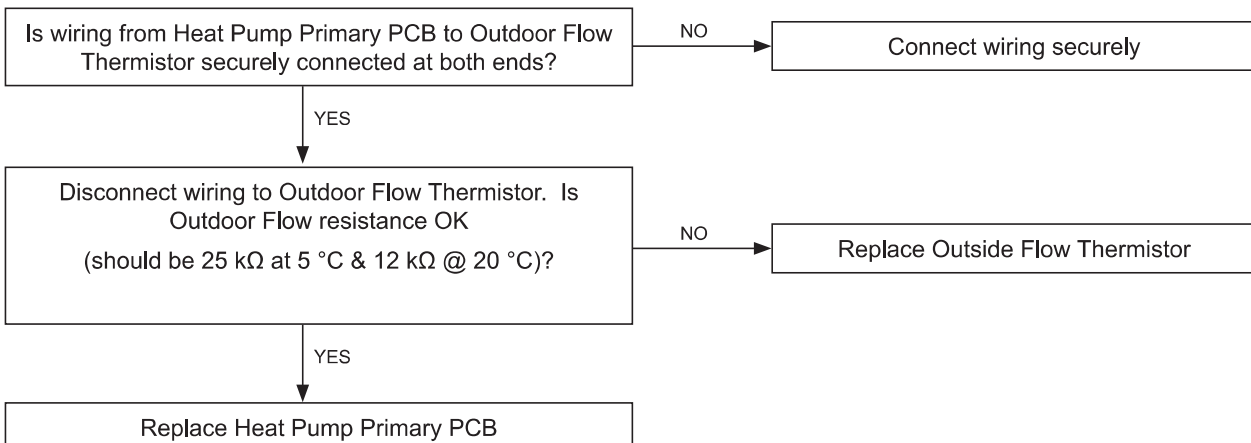 Is wiring from Heat Pump Primary PCB to Outdoor Flow
Thermistor securely connected at both ends?
NO
Connect wiring securely
YES
Disconnect wiring to Outdoor Flow Thermistor.  Is
Outdoor Flow resistance OK
(should be 25 kΩ at 5 °C & 12 kΩ @ 20 °C)?
NO
Replace Outside Flow Thermistor
YES
Replace Heat Pump Primary PCB